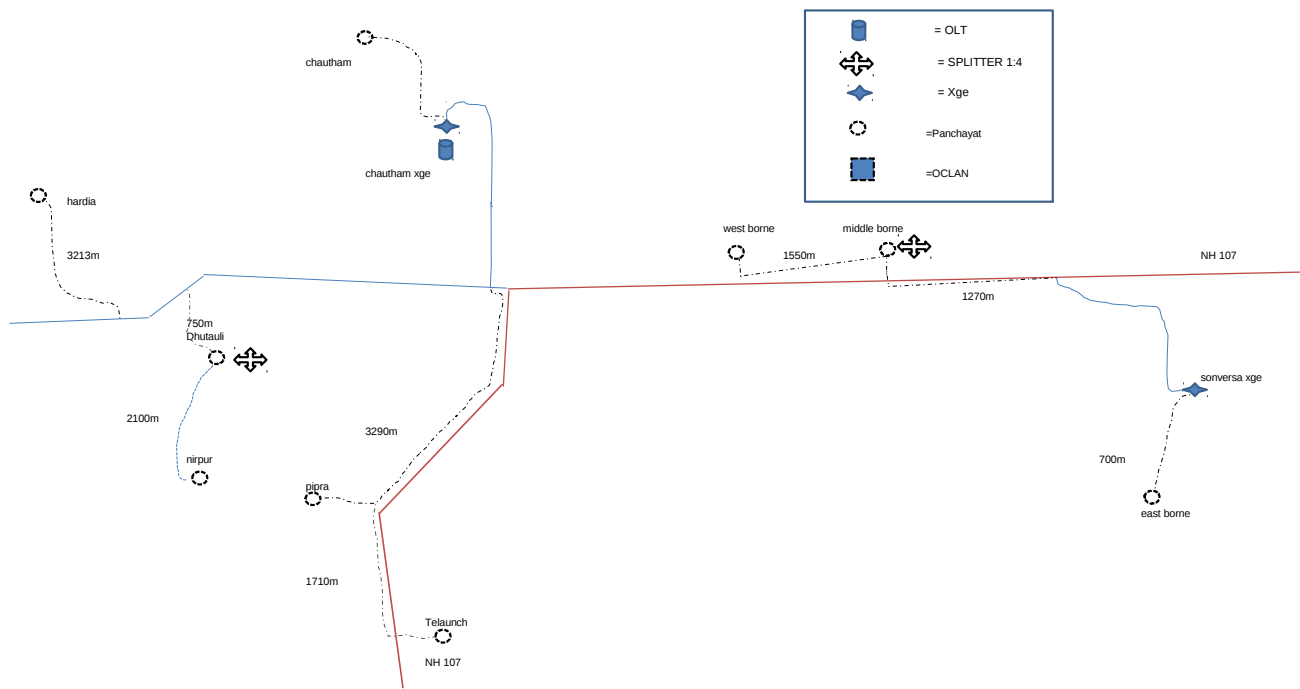 = OLT
= SPLITTER 1:4
= Xge
=Panchayat
=OCLAN
chautham
chautham xge
hardia
3213m
west borne
middle borne
1550m
NH 107
1270m
750m
Dhutauli
sonversa xge
2100m
3290m
700m
nirpur
pipra
east borne
1710m
Telaunch
NH 107